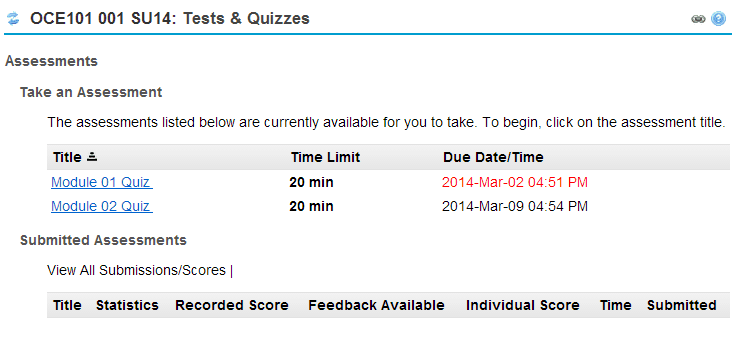 OCE101 001 SU14: Tests & Quizzes
Assessments
Take an Assessment
The assessments listed below are currently available for you to take. To begin, click on the assessment title.
Title Time Limit Due Date/Time
Module 01 Quiz 20 min 2014-Mar-02 04:51 PM
Module 02 Quiz 20 min 2014-Mar-09 04:54 PM
Submitted Assessments
View All Submissions/Scores |
Title Statistics Recorded Score Feedback Available Individual Score Time Submitted